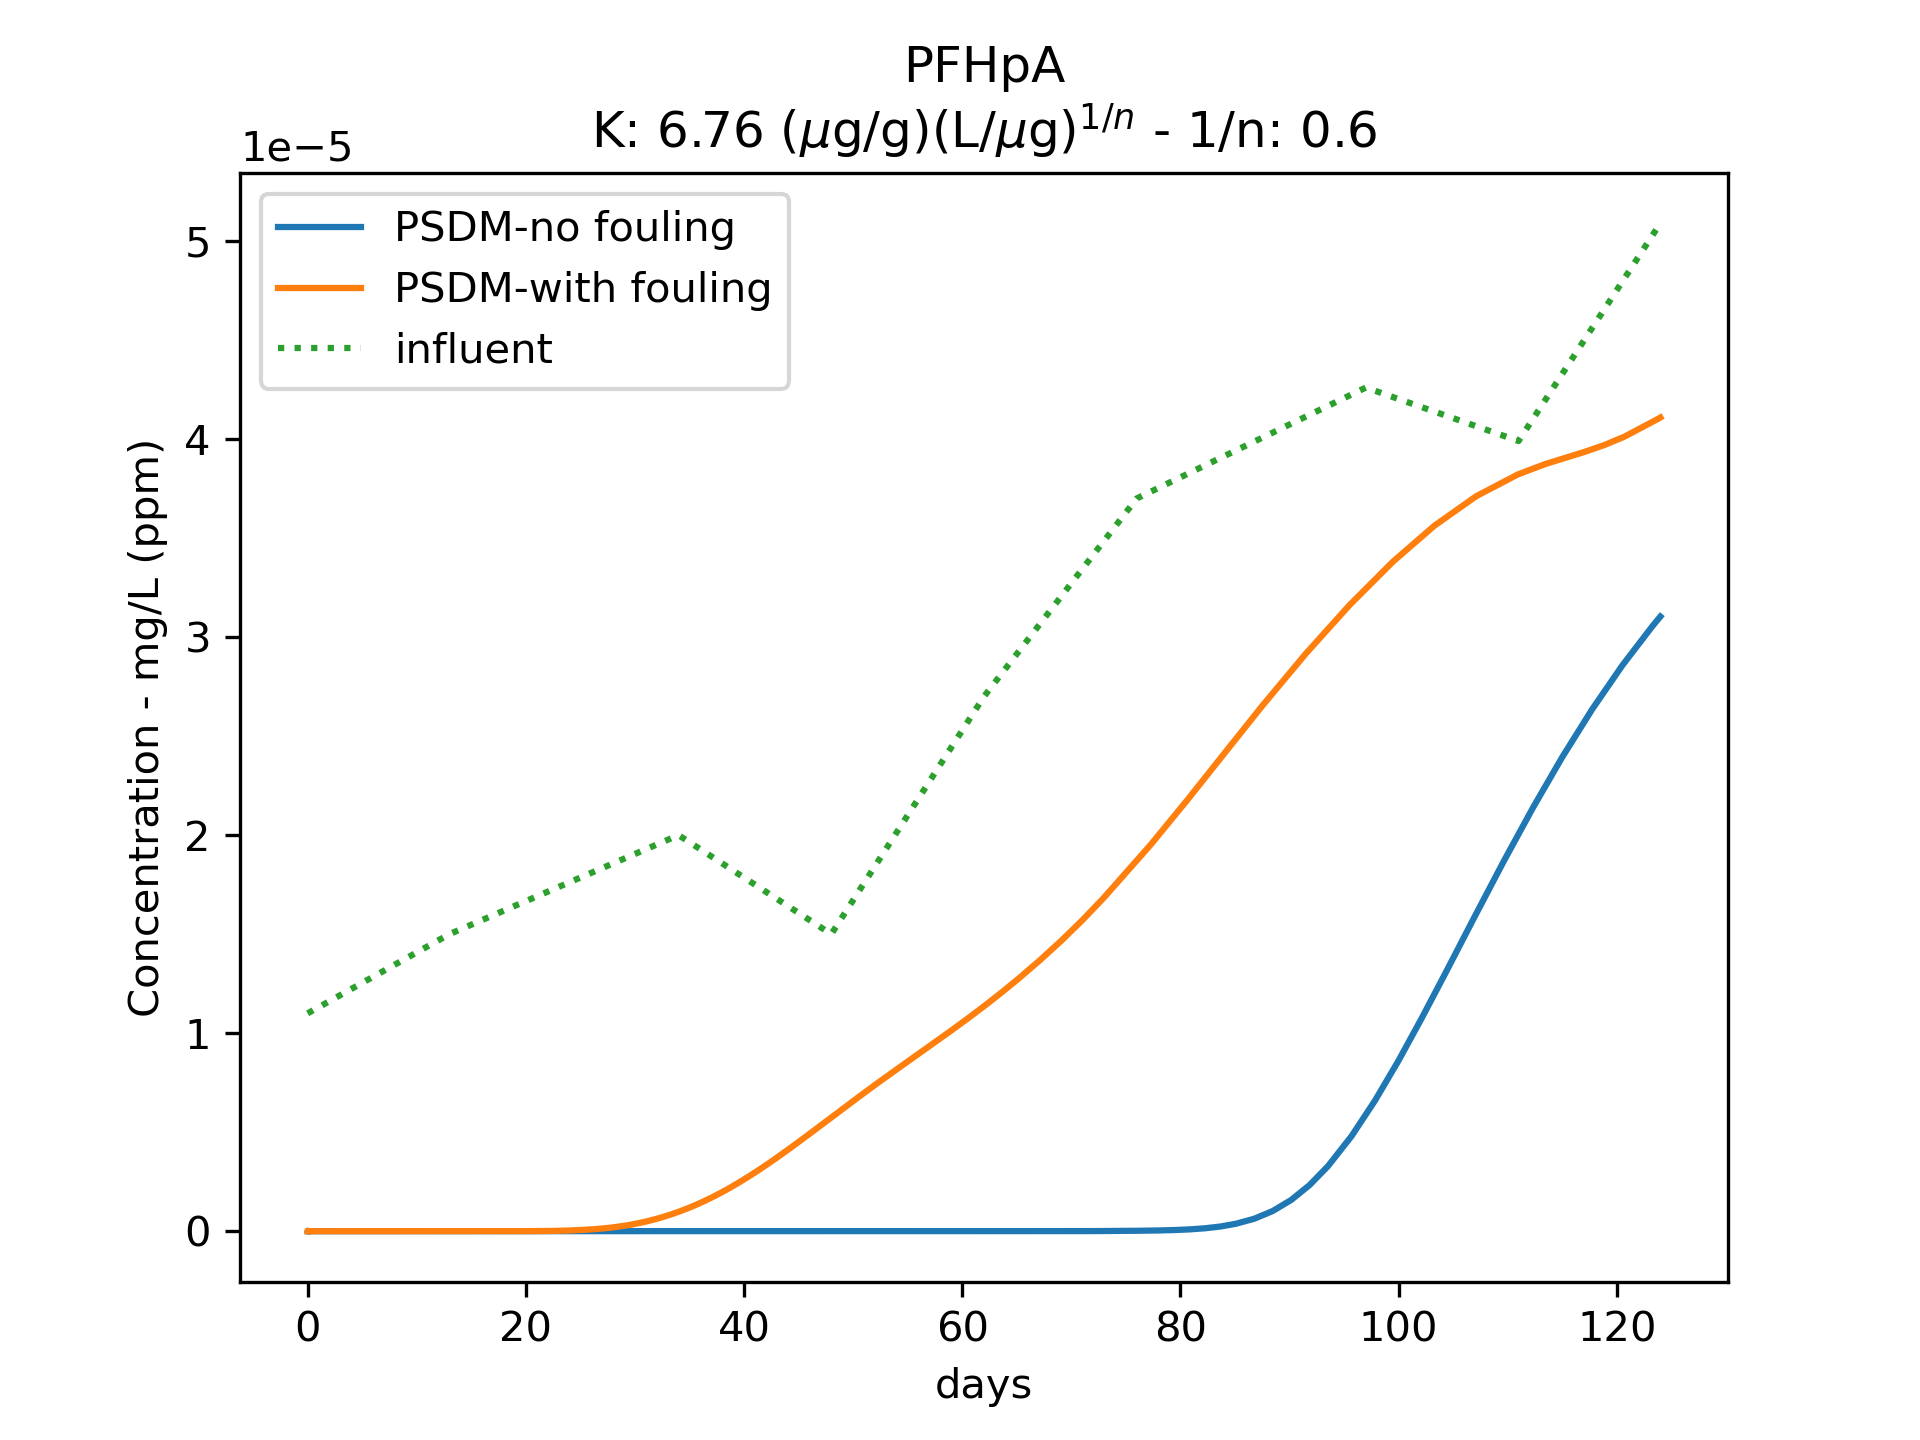 PFHpA
K: 6.76 (μg/g)(L/μg)^{1/n} - 1/n: 0.6
1e−5
PSDM-no fouling
PSDM-with fouling
influent
Concentration - mg/L (ppm)
5
4
3
2
1
0
0 20 40 60 80 100 120
days